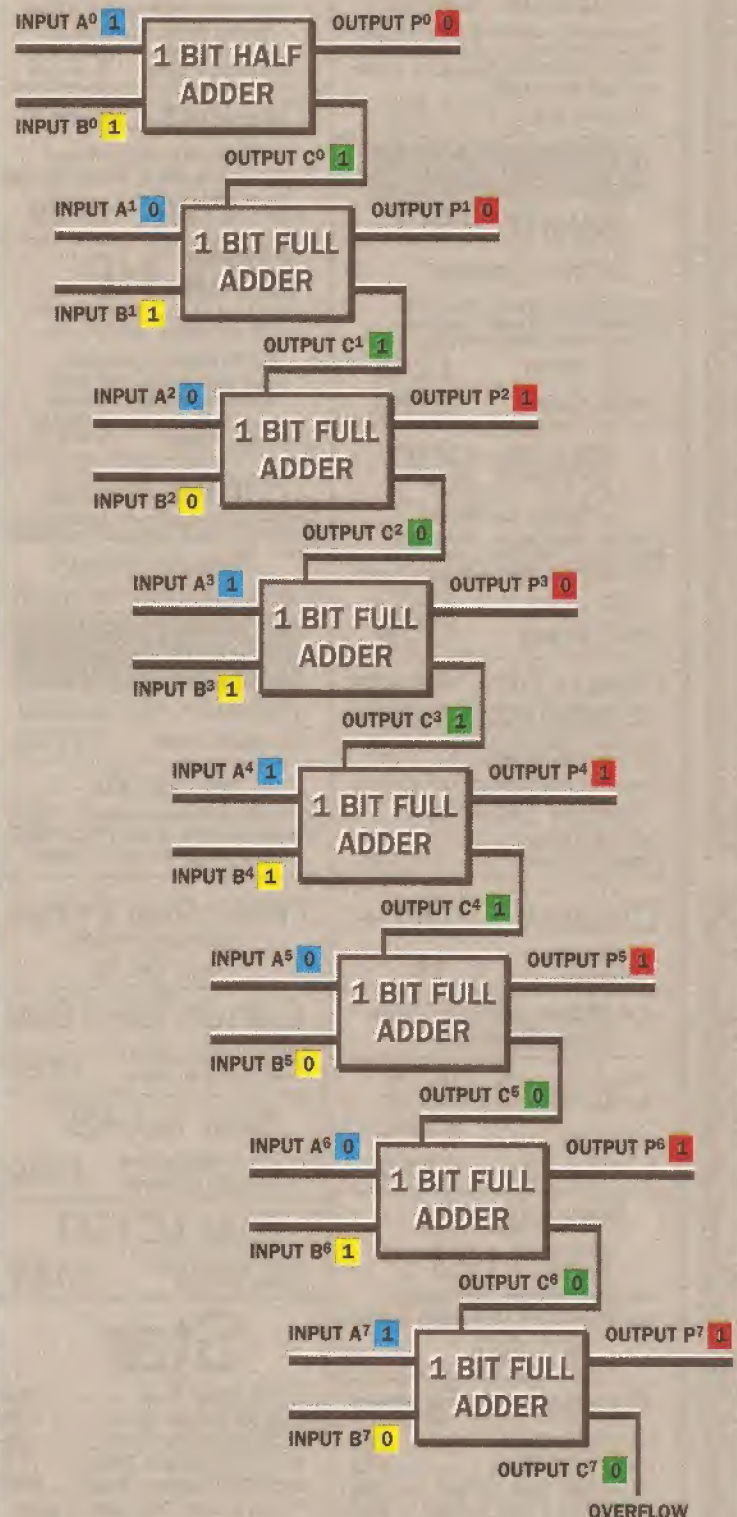 INPUT A⁰ 1 OUTPUT P⁰ 0
1 BIT HALF
ADDER
INPUT B⁰ 1
OUTPUT C⁰ 1
INPUT A¹ 0 OUTPUT P¹ 0
1 BIT FULL
ADDER
INPUT B¹ 1
OUTPUT C¹ 1
INPUT A² 0 OUTPUT P² 1
1 BIT FULL
ADDER
INPUT B² 0
OUTPUT C² 0
INPUT A³ 1 OUTPUT P³ 0
1 BIT FULL
ADDER
INPUT B³ 1
OUTPUT C³ 1
INPUT A⁴ 1 OUTPUT P⁴ 1
1 BIT FULL
ADDER
INPUT B⁴ 1
OUTPUT C⁴ 1
INPUT A⁵ 0 OUTPUT P⁵ 1
1 BIT FULL
ADDER
INPUT B⁵ 0
OUTPUT C⁵ 0
INPUT A⁶ 0 OUTPUT P⁶ 1
1 BIT FULL
ADDER
INPUT B⁶ 1
OUTPUT C⁶ 0
INPUT A⁷ 1 OUTPUT P⁷ 1
1 BIT FULL
ADDER
INPUT B⁷ 0
OUTPUT C⁷ 0
OVERFLOW